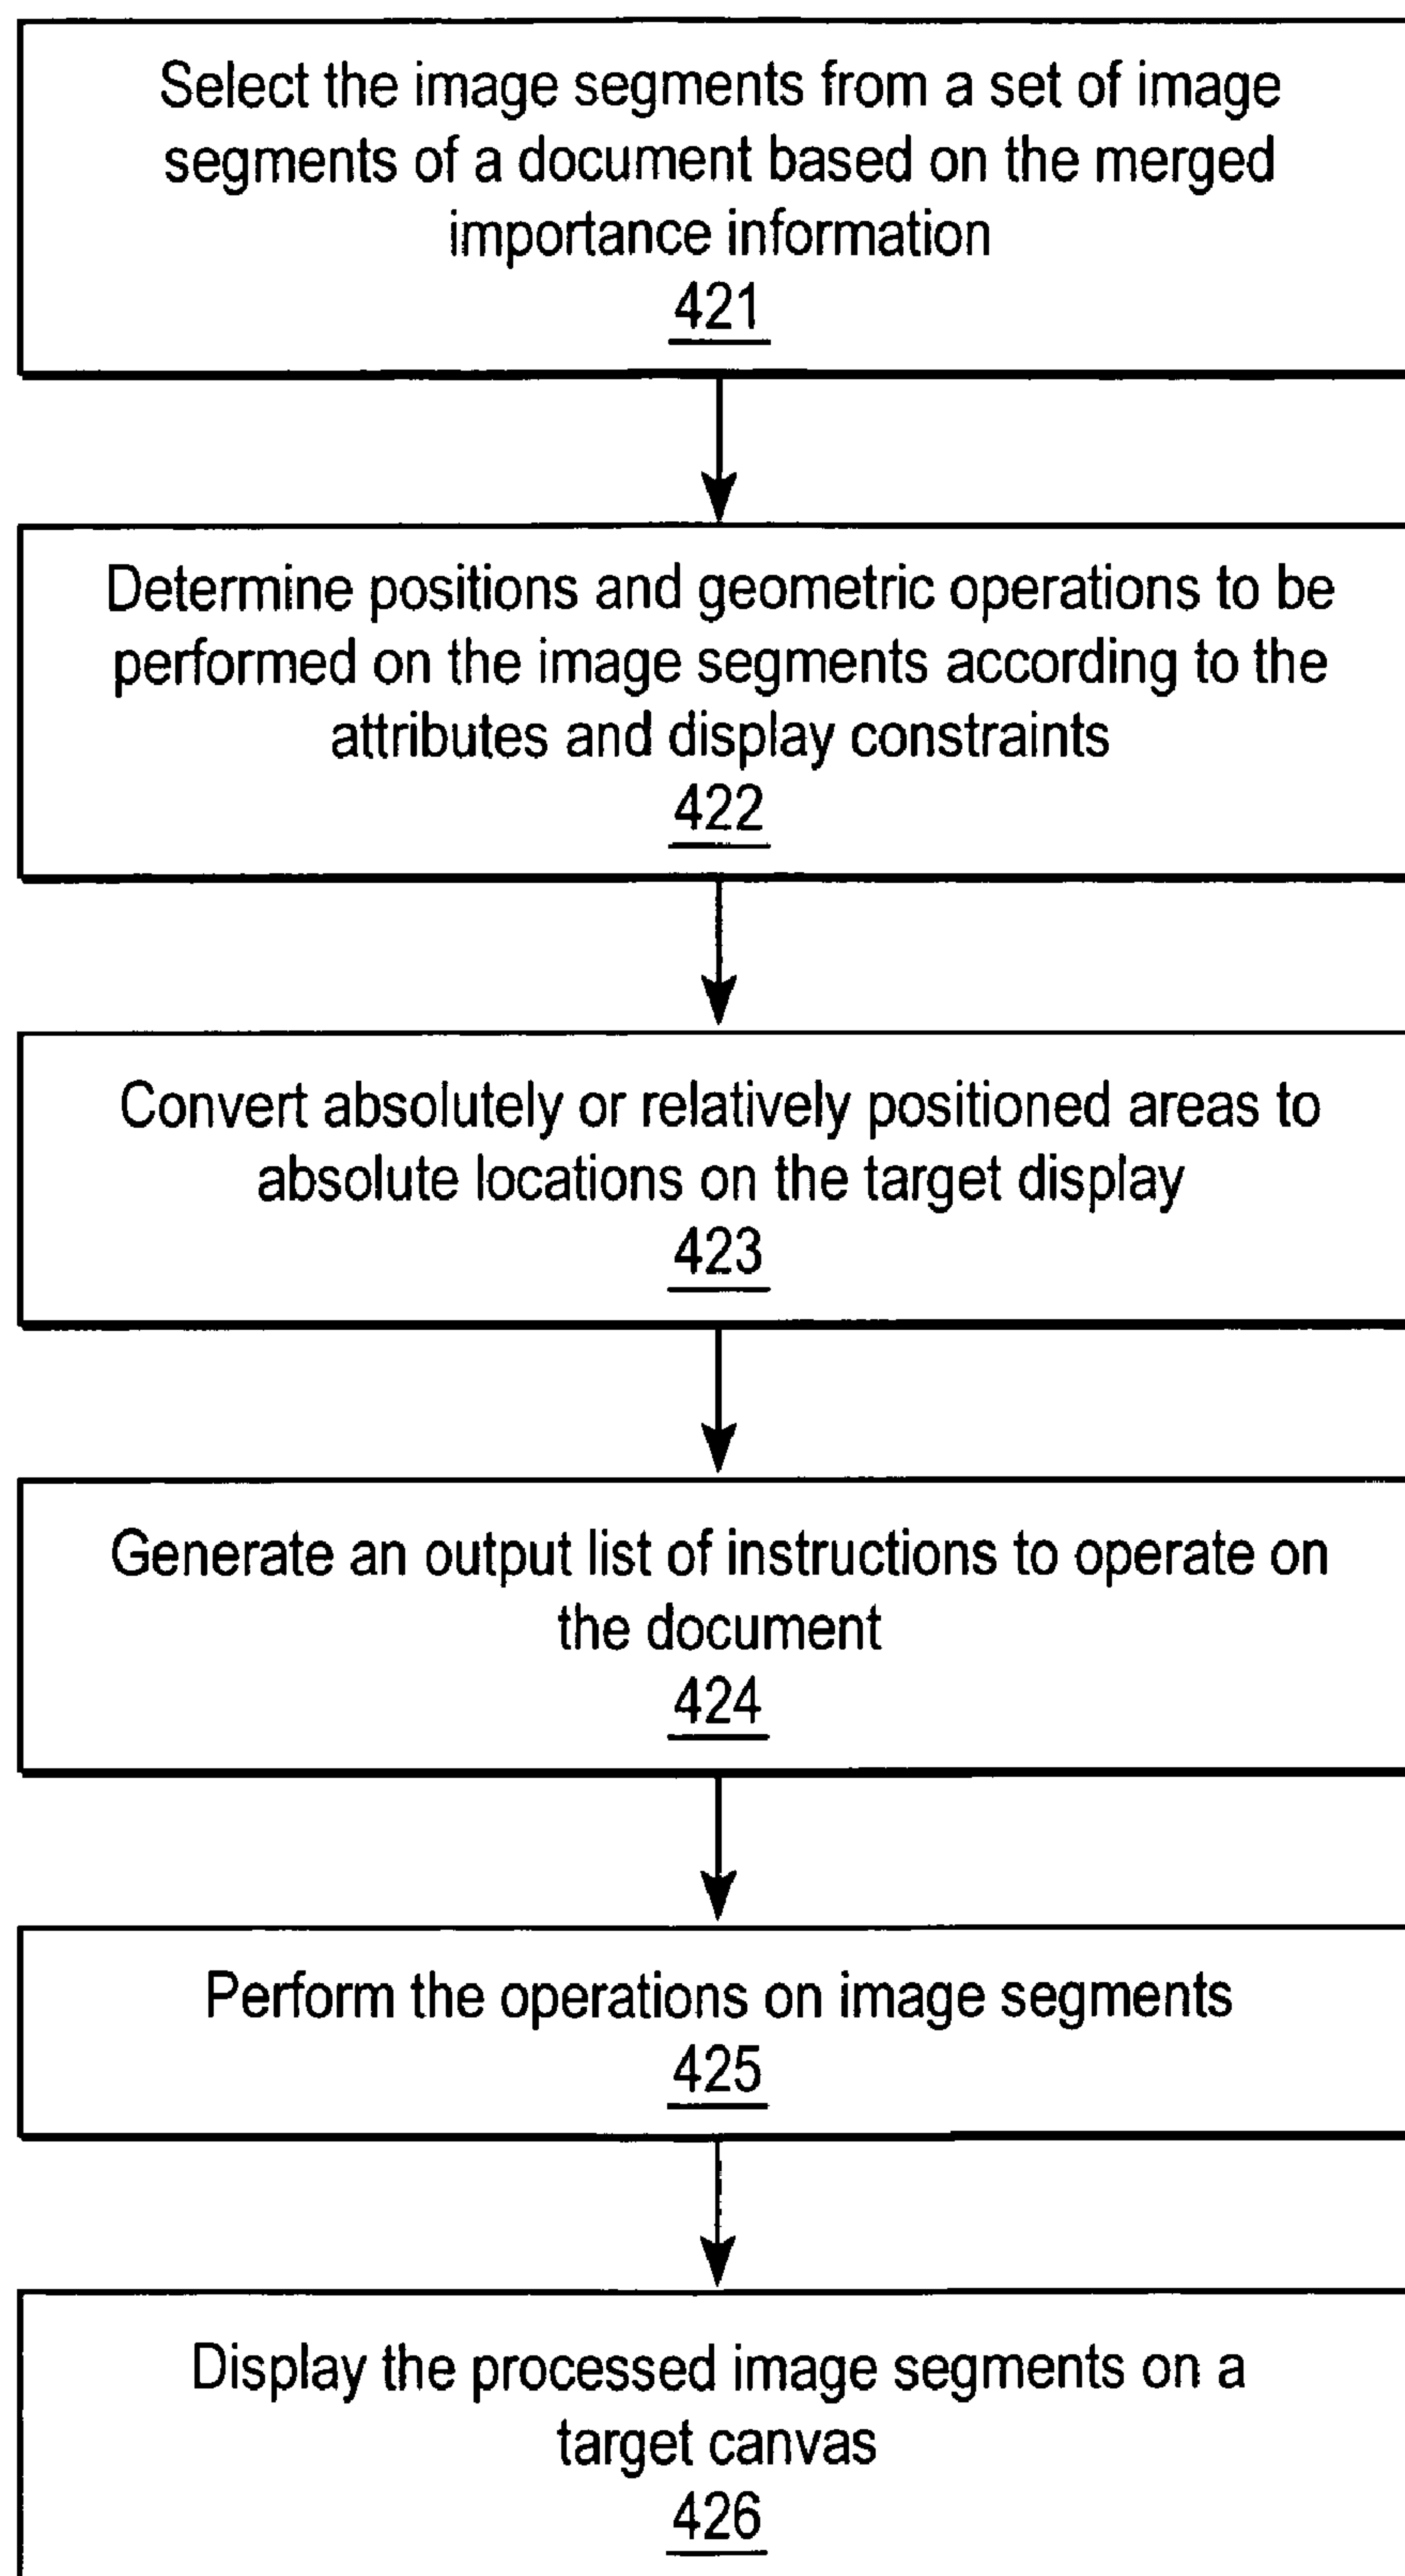 Select the image segments from a set of image
segments of a document based on the merged
importance information
421
Determine positions and geometric operations to be
performed on the image segments according to the
attributes and display constraints
422
Convert absolutely or relatively positioned areas to
absolute locations on the target display
423
Generate an output list of instructions to operate on
the document
424
Perform the operations on image segments
425
Display the processed image segments on a
target canvas
426